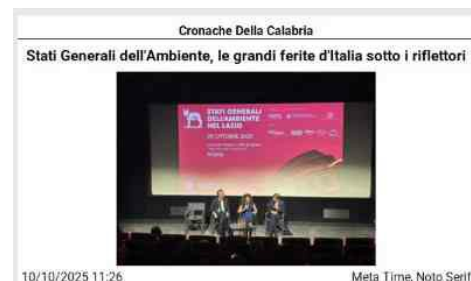 Cronache Della Calabria
Stati Generali dell'Ambiente, le grandi ferite d'Italia sotto i riflettori
STATI GENERALI
DELL'AMBIENTE
NEL LAZIO
10/10/2025 11:26
Meta Time, Noto Serif